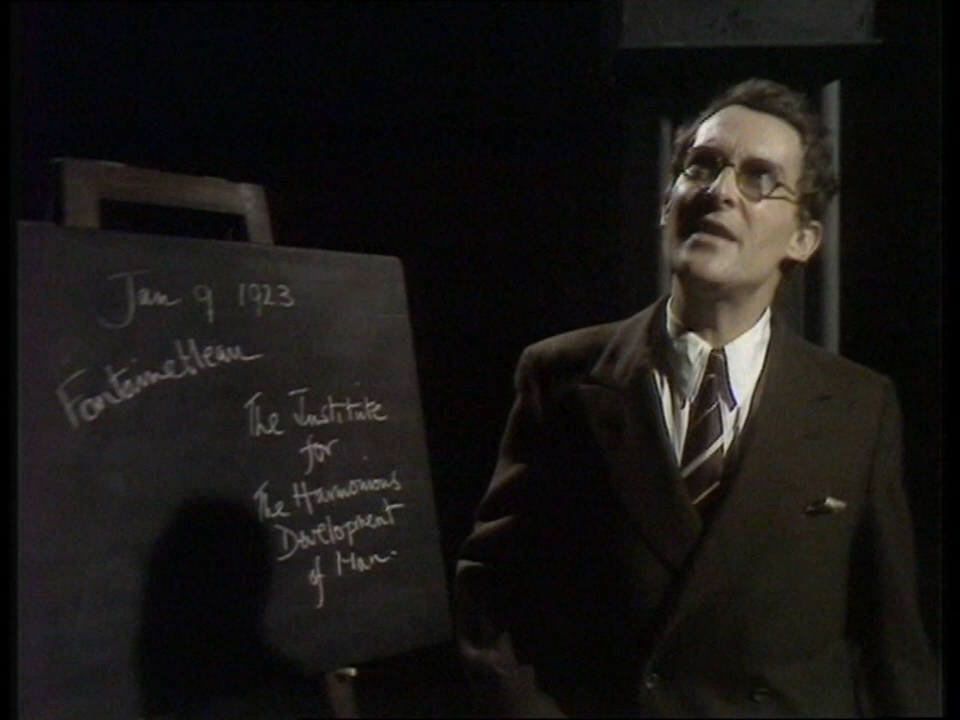 Jan 9 1923
Fontainebleau
The Institute
for
The Harmonious
Development
of Man.